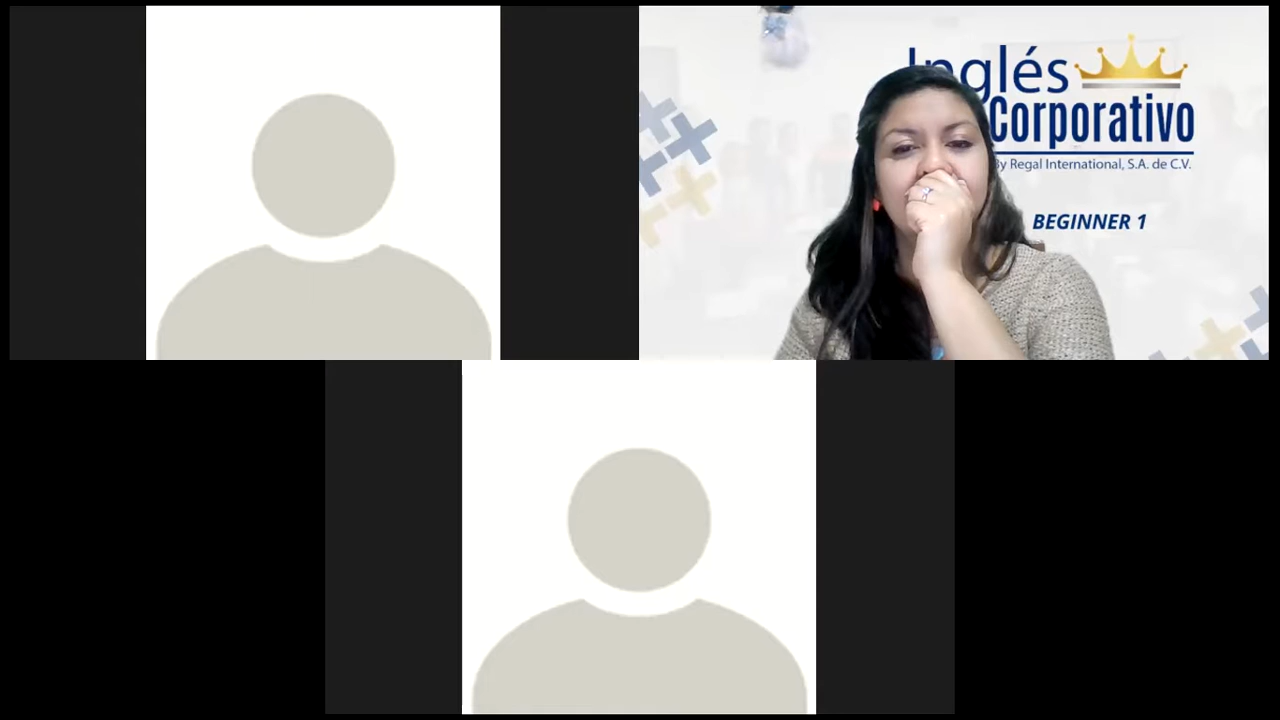 Inglés
Corporativo
By Regal International, S.A. de C.V.
BEGINNER 1